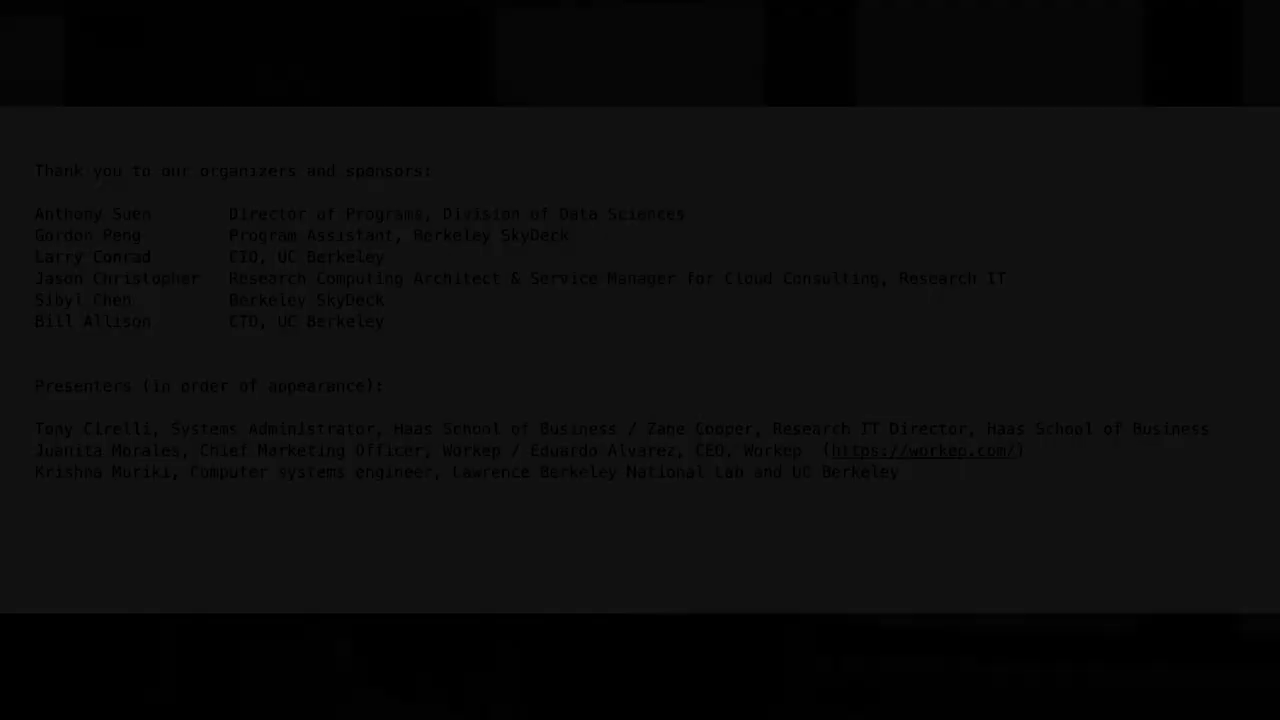 Thank you to our organizers and sponsors:
Anthony Suen Director of Programs, Division of Data Sciences
Gordon Peng Program Assistant, Berkeley SkyDeck
Larry Conrad CIO, UC Berkeley
Jason Christopher Research Computing Architect & Service Manager for Cloud Consulting, Research IT
Sibyl Chen Berkeley SkyDeck
Bill Allison CTO, UC Berkeley
Presenters (in order of appearance):
Tony Cirelli, Systems Administrator, Haas School of Business / Zane Cooper, Research IT Director, Haas School of Business
Juanita Morales, Chief Marketing Officer, Workep / Eduardo Alvarez, CEO, Workep (https://workep.com/)
Krishna Muriki, Computer systems engineer, Lawrence Berkeley National Lab and UC Berkeley